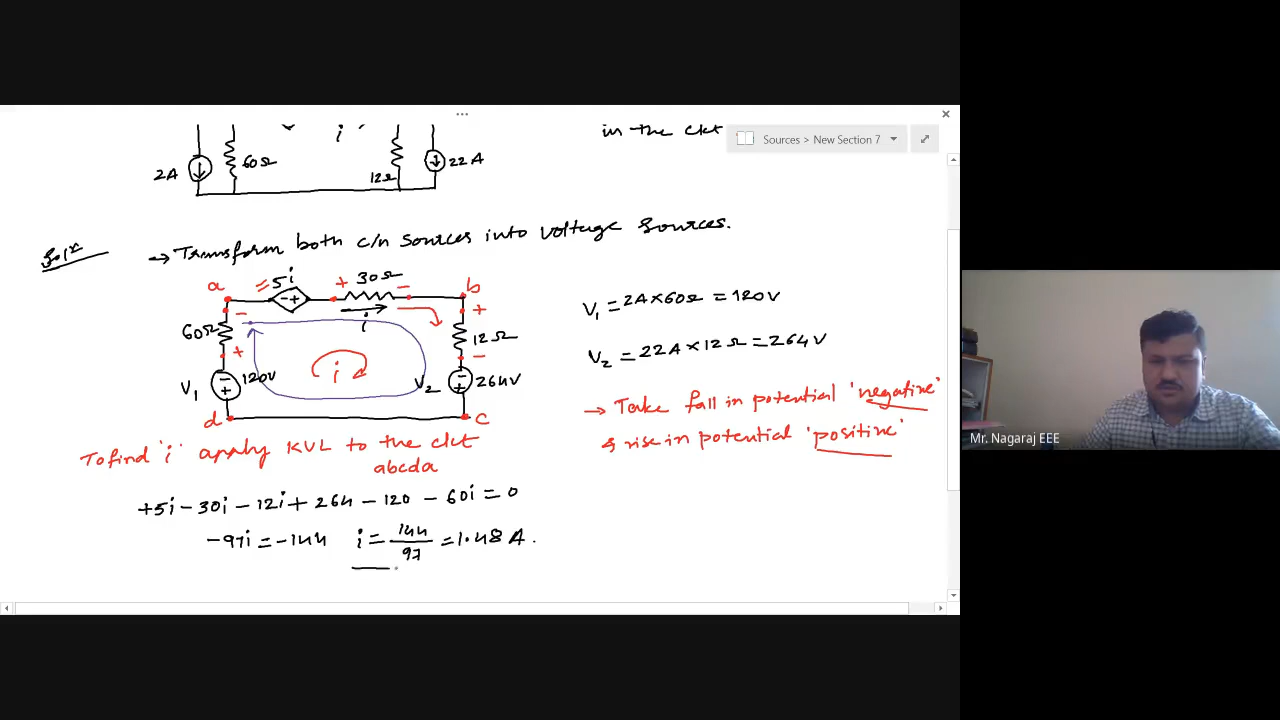 i
in the ckt
Sources > New Section 7
2A
60Ω
12Ω
22A
Solⁿ
→ Transform both c/n sources into voltage sources.
a
= 5i
- +
+ 30Ω -
b
i
60Ω
-
+
+
12Ω
-
i
V₁
-
+
120V
V₂
-
+
264V
d
c
V₁ = 2A × 60Ω = 120V
V₂ = 22A × 12Ω = 264V
→ Take fall in potential 'negative'
& rise in potential 'positive'
To find 'i' apply KVL to the ckt
abcda
+5i - 30i - 12i + 264 - 120 - 60i = 0
-97i = -144 i = 144/97 = 1.48 A.
Mr. Nagaraj EEE